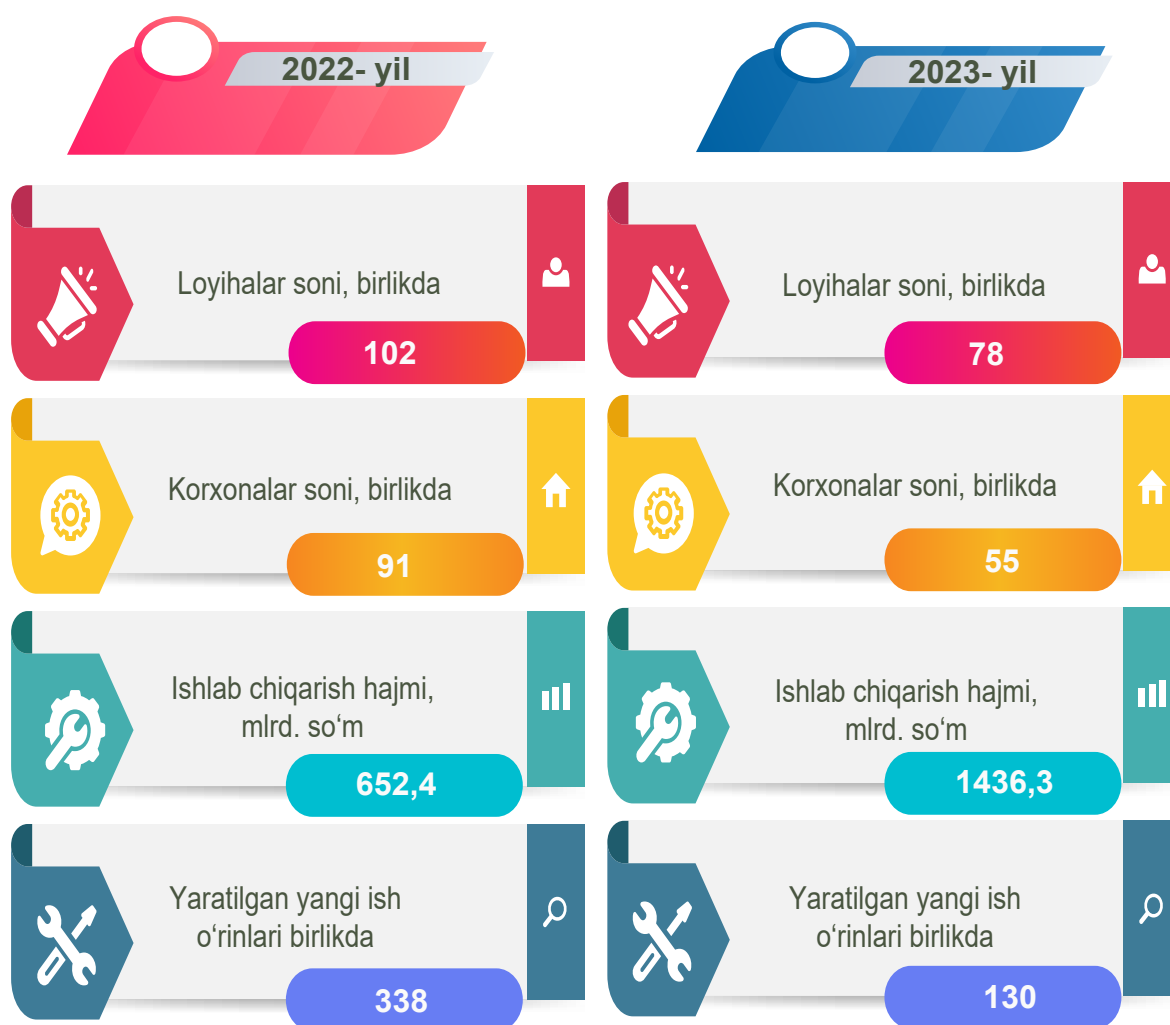 2022- yil
Loyihalar soni, birlikda
102
Korxonalar soni, birlikda
91
Ishlab chiqarish hajmi,
mlrd. so‘m
652,4
Yaratilgan yangi ish
o‘rinlari birlikda
338
2023- yil
Loyihalar soni, birlikda
78
Korxonalar soni, birlikda
55
Ishlab chiqarish hajmi,
mlrd. so‘m
1436,3
Yaratilgan yangi ish
o‘rinlari birlikda
130